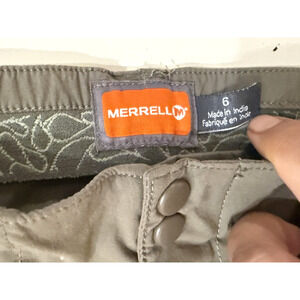 MERRELL
6
Made in India
Fabriqué en Inde